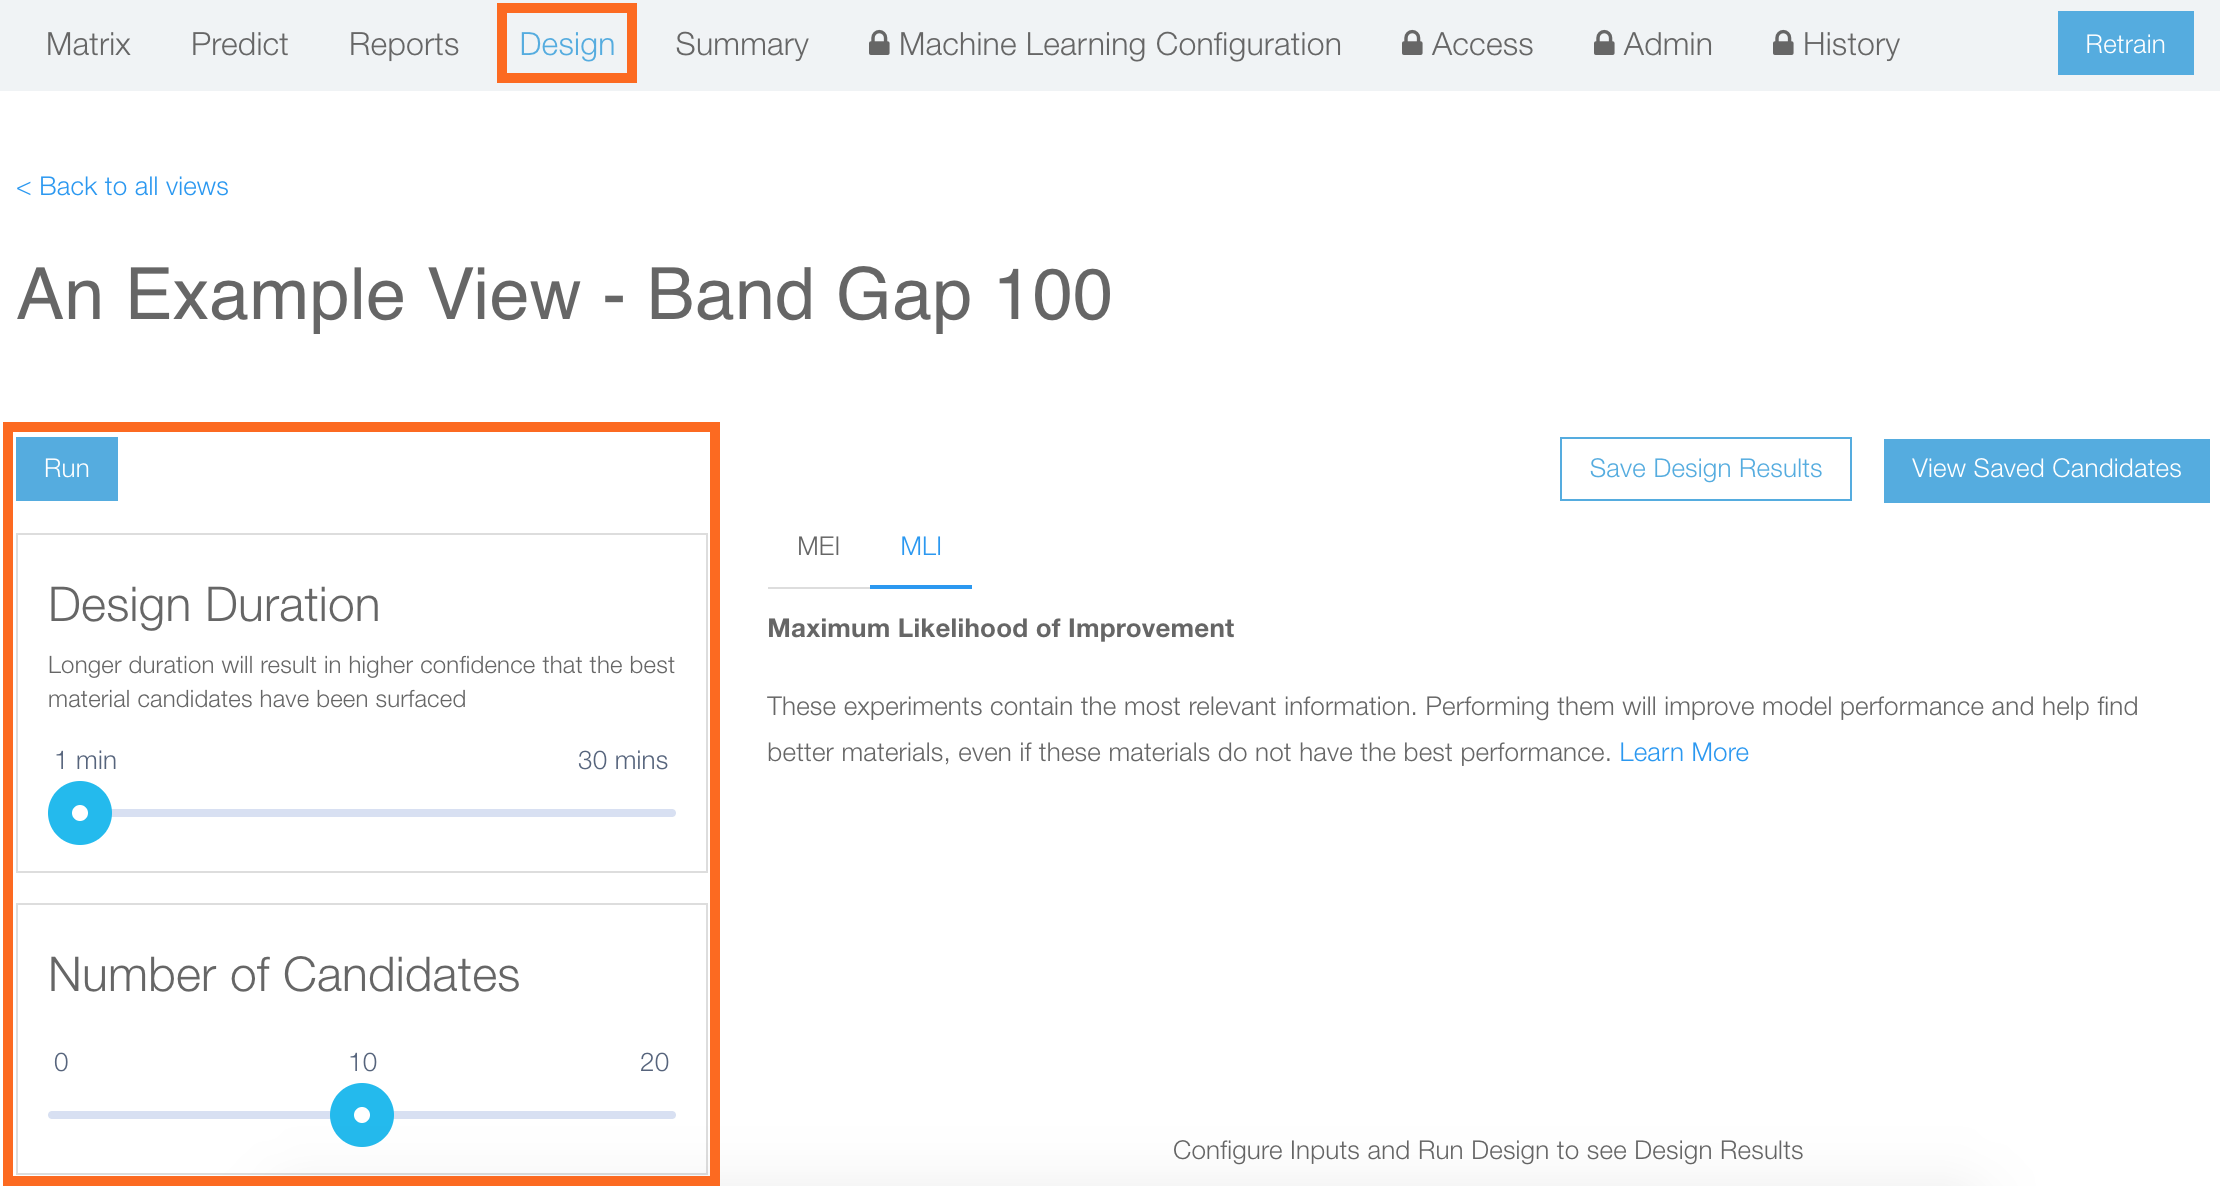 Matrix Predict Reports Design Summary Machine Learning Configuration Access Admin History Retrain
< Back to all views
An Example View - Band Gap 100
Run
Save Design Results View Saved Candidates
Design Duration
Longer duration will result in higher confidence that the best
material candidates have been surfaced
1 min 30 mins
Number of Candidates
0 10 20
MEI MLI
Maximum Likelihood of Improvement
These experiments contain the most relevant information. Performing them will improve model performance and help find
better materials, even if these materials do not have the best performance. Learn More
Configure Inputs and Run Design to see Design Results